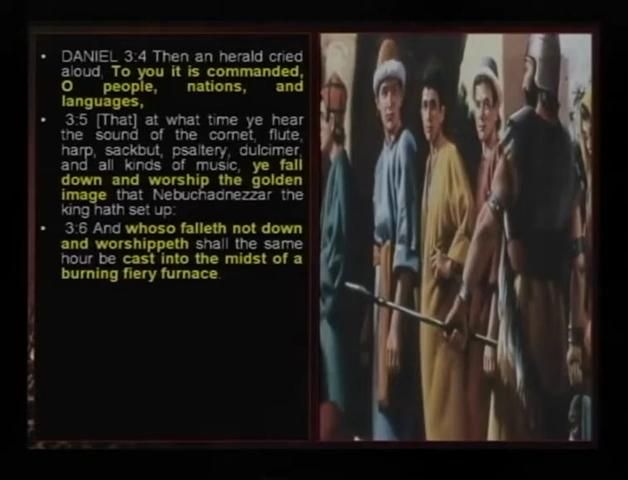 • DANIEL 3:4 Then an herald cried
aloud, To you it is commanded,
O people, nations, and
languages,
• 3:5 [That] at what time ye hear
the sound of the cornet, flute,
harp, sackbut, psaltery, dulcimer,
and all kinds of music, ye fall
down and worship the golden
image that Nebuchadnezzar the
king hath set up:
• 3:6 And whoso falleth not down
and worshippeth shall the same
hour be cast into the midst of a
burning fiery furnace.